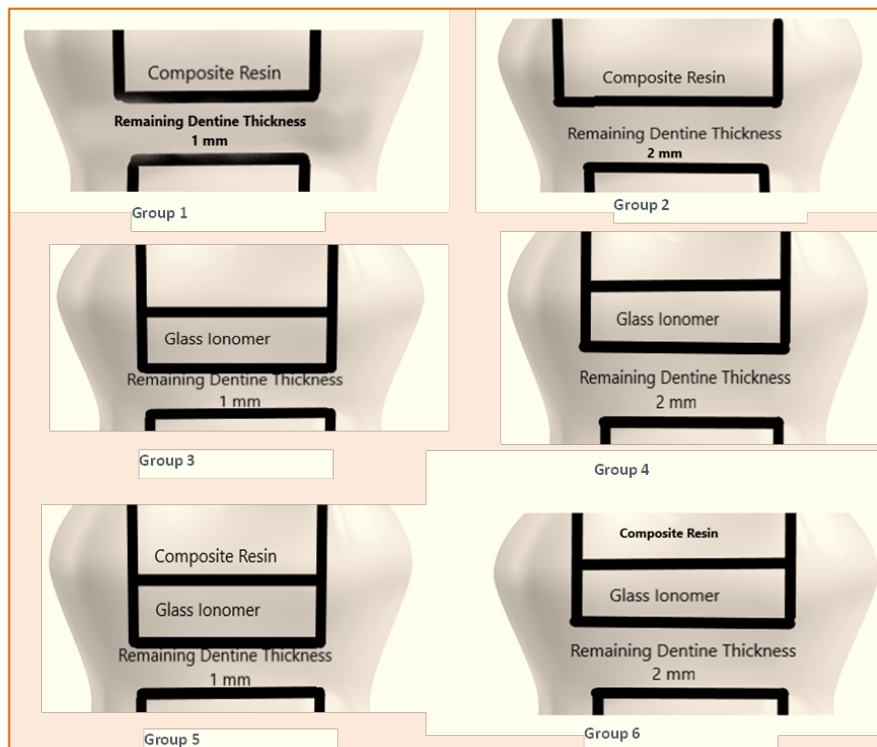 Composite Resin
Remaining Dentine Thickness
1 mm
Group 1
Composite Resin
Remaining Dentine Thickness
2 mm
Group 2
Glass Ionomer
Remaining Dentine Thickness
1 mm
Group 3
Glass Ionomer
Remaining Dentine Thickness
2 mm
Group 4
Composite Resin
Glass Ionomer
Remaining Dentine Thickness
1 mm
Group 5
Composite Resin
Glass Ionomer
Remaining Dentine Thickness
2 mm
Group 6